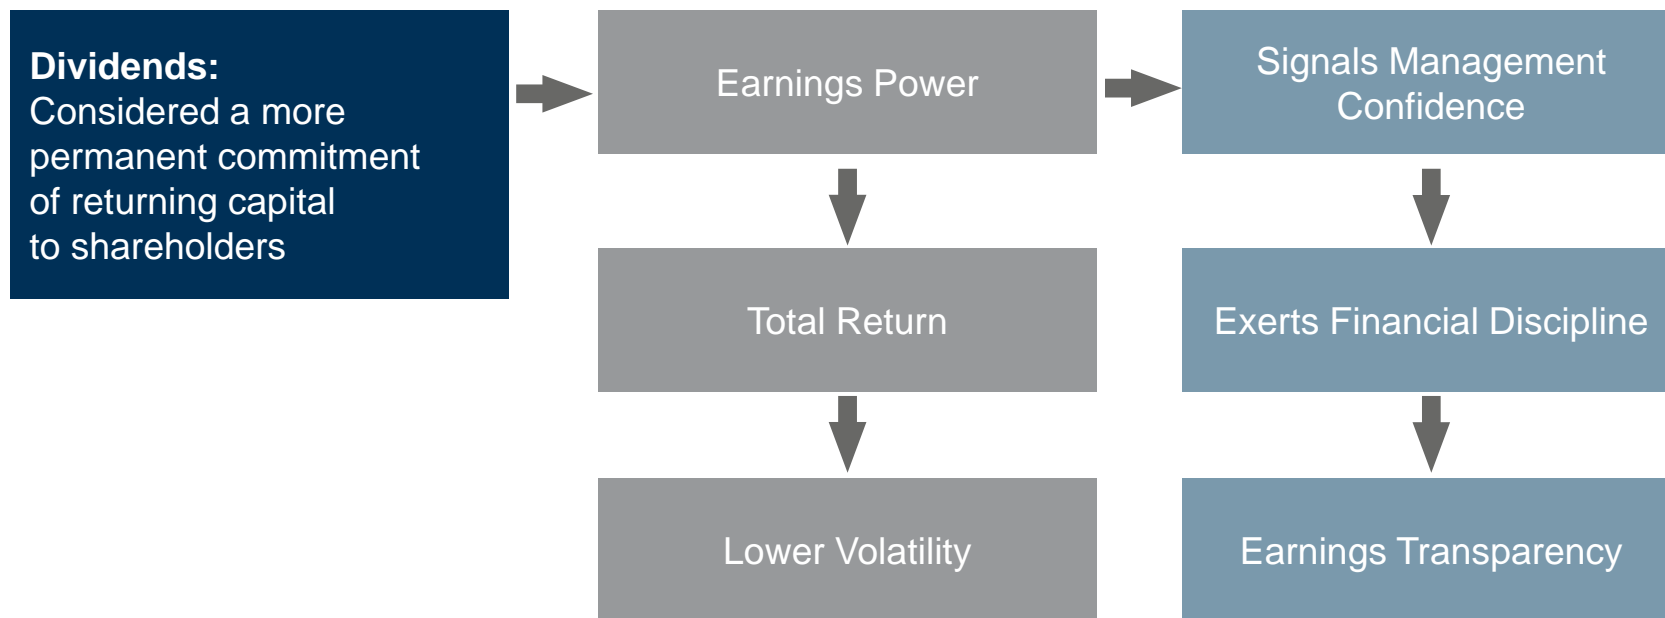 Dividends:
Considered a more
permanent commitment
of returning capital
to shareholders
Earnings Power
Signals Management
Confidence
Total Return
Exerts Financial Discipline
Lower Volatility
Earnings Transparency